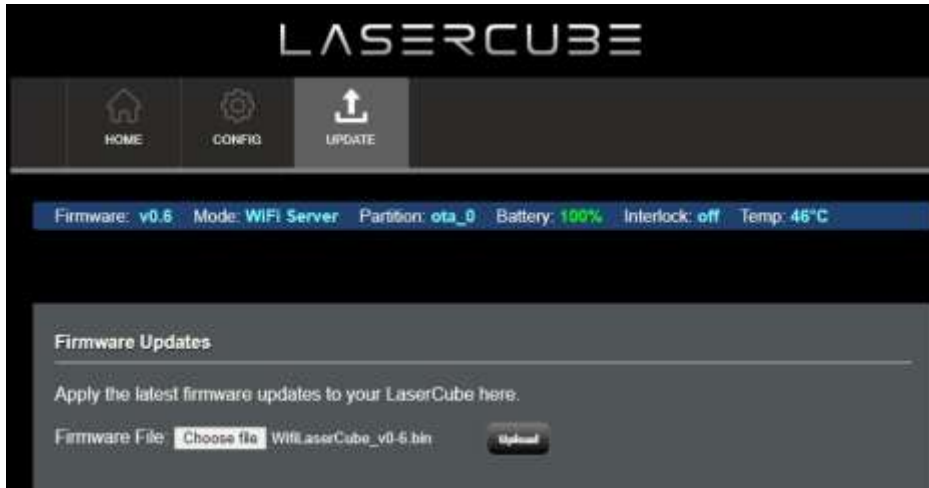 LASERCUBE
HOME CONFIG UPDATE
Firmware: v0.6 Mode: WiFi Server Partition: ota_0 Battery: 100% Interlock: off Temp: 46°C
Firmware Updates
Apply the latest firmware updates to your LaserCube here.
Firmware File: Choose file WifiLaserCube_v0-6.bin Upload